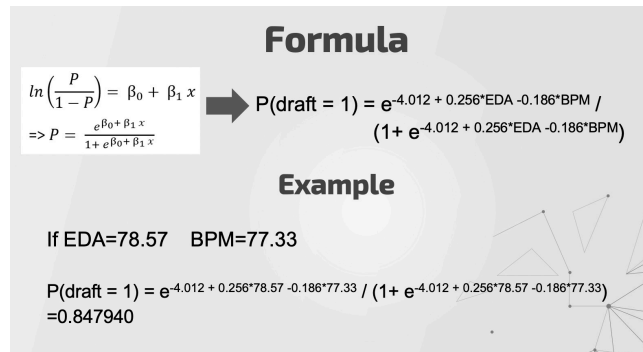 Formula
ln(P/(1 − P)) = β₀ + β₁ x
=> P = e^(β₀+ β₁ x)/(1+ e^(β₀+ β₁ x))
P(draft = 1) = e^(-4.012 + 0.256*EDA -0.186*BPM) /
(1+ e^(-4.012 + 0.256*EDA -0.186*BPM))
Example
If EDA=78.57 BPM=77.33
P(draft = 1) = e^(-4.012 + 0.256*78.57 -0.186*77.33) / (1+ e^(-4.012 + 0.256*78.57 -0.186*77.33))
=0.847940